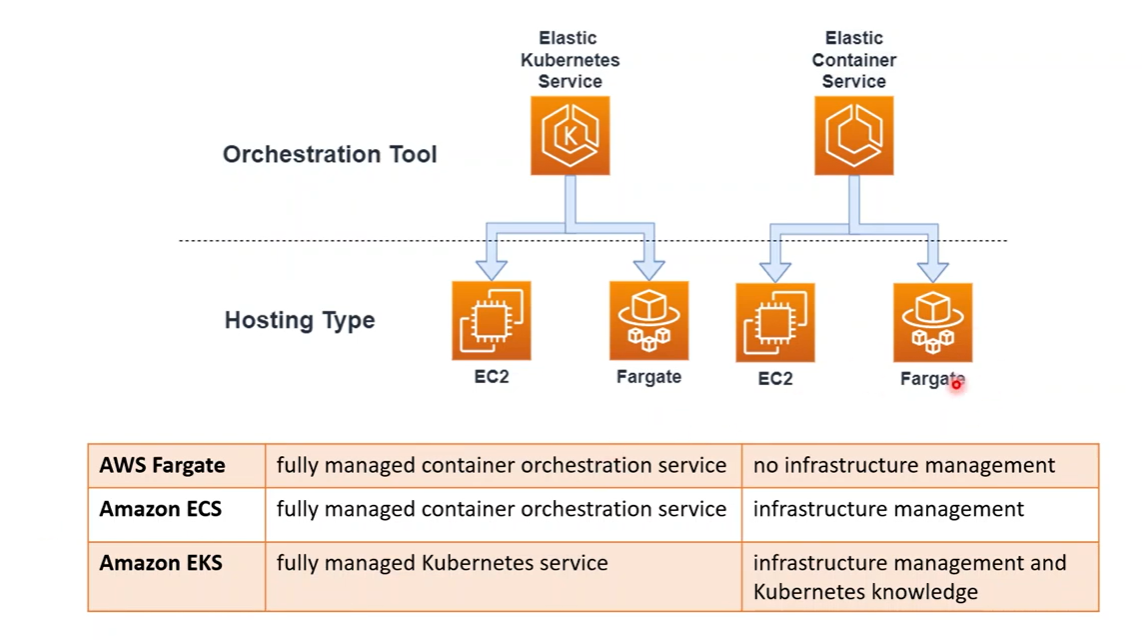 Elastic
Kubernetes
Service
Elastic
Container
Service
Orchestration Tool
K
Hosting Type
EC2
Fargate
EC2
Fargate
AWS Fargate fully managed container orchestration service no infrastructure management
Amazon ECS fully managed container orchestration service infrastructure management
Amazon EKS fully managed Kubernetes service infrastructure management and
Kubernetes knowledge